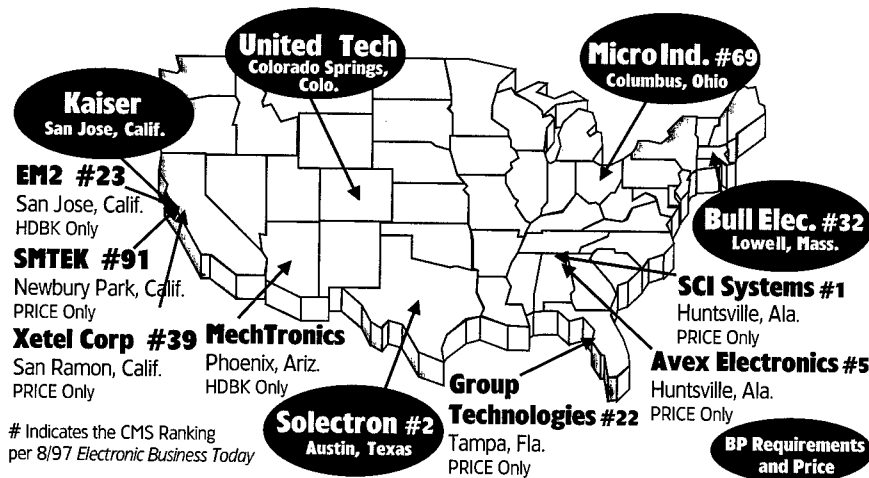 United Tech
Colorado Springs,
Colo.
Micro Ind. #69
Columbus, Ohio
Kaiser
San Jose, Calif.
EM2 #23
San Jose, Calif.
HDBK Only
SMTEK #91
Newbury Park, Calif.
PRICE Only
Xetel Corp #39
San Ramon, Calif.
PRICE Only
MechTronics
Phoenix, Ariz.
HDBK Only
Bull Elec. #32
Lowell, Mass.
SCI Systems #1
Huntsville, Ala.
PRICE Only
Avex Electronics #5
Huntsville, Ala.
PRICE Only
Group
Technologies #22
Tampa, Fla.
PRICE Only
Solectron #2
Austin, Texas
# Indicates the CMS Ranking
per 8/97 Electronic Business Today
BP Requirements
and Price